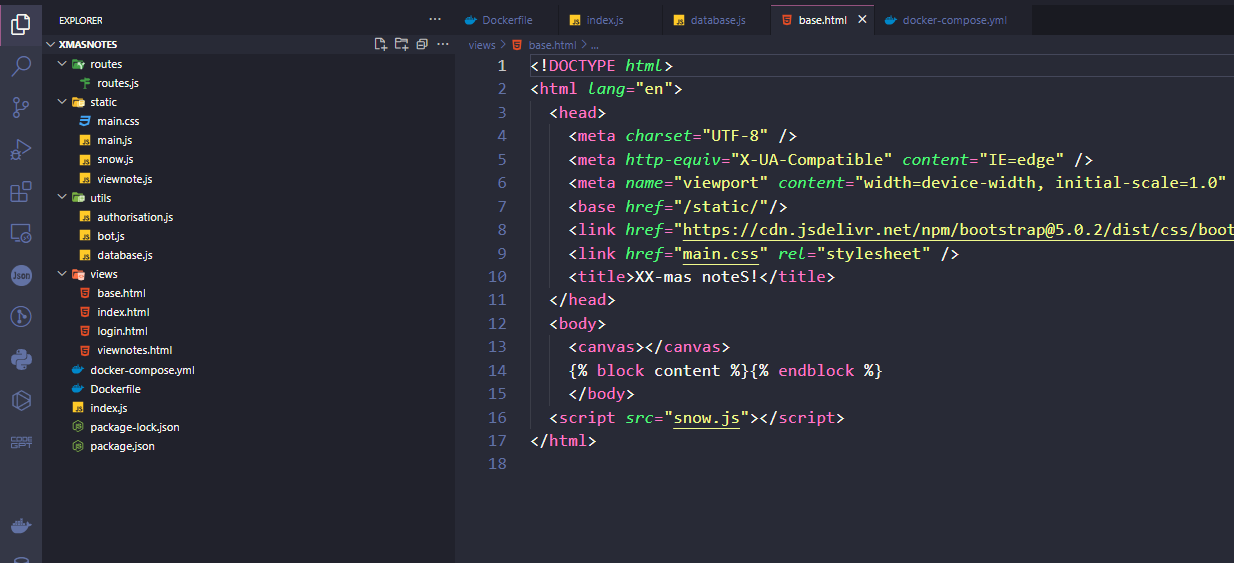 EXPLORER
XMASNOTES
routes
routes.js
static
main.css
main.js
snow.js
viewnote.js
utils
authorisation.js
bot.js
database.js
views
base.html
index.html
login.html
viewnotes.html
docker-compose.yml
Dockerfile
index.js
package-lock.json
package.json
Json
CODE
GPT
Dockerfile index.js database.js base.html docker-compose.yml
views > base.html > ...
1 <!DOCTYPE html>
2 <html lang="en">
3 <head>
4 <meta charset="UTF-8" />
5 <meta http-equiv="X-UA-Compatible" content="IE=edge" />
6 <meta name="viewport" content="width=device-width, initial-scale=1.0"
7 <base href="/static/"/>
8 <link href="https://cdn.jsdelivr.net/npm/bootstrap@5.0.2/dist/css/boot
9 <link href="main.css" rel="stylesheet" />
10 <title>XX-mas noteS!</title>
11 </head>
12 <body>
13 <canvas></canvas>
14 {% block content %}{% endblock %}
15 </body>
16 <script src="snow.js"></script>
17 </html>
18